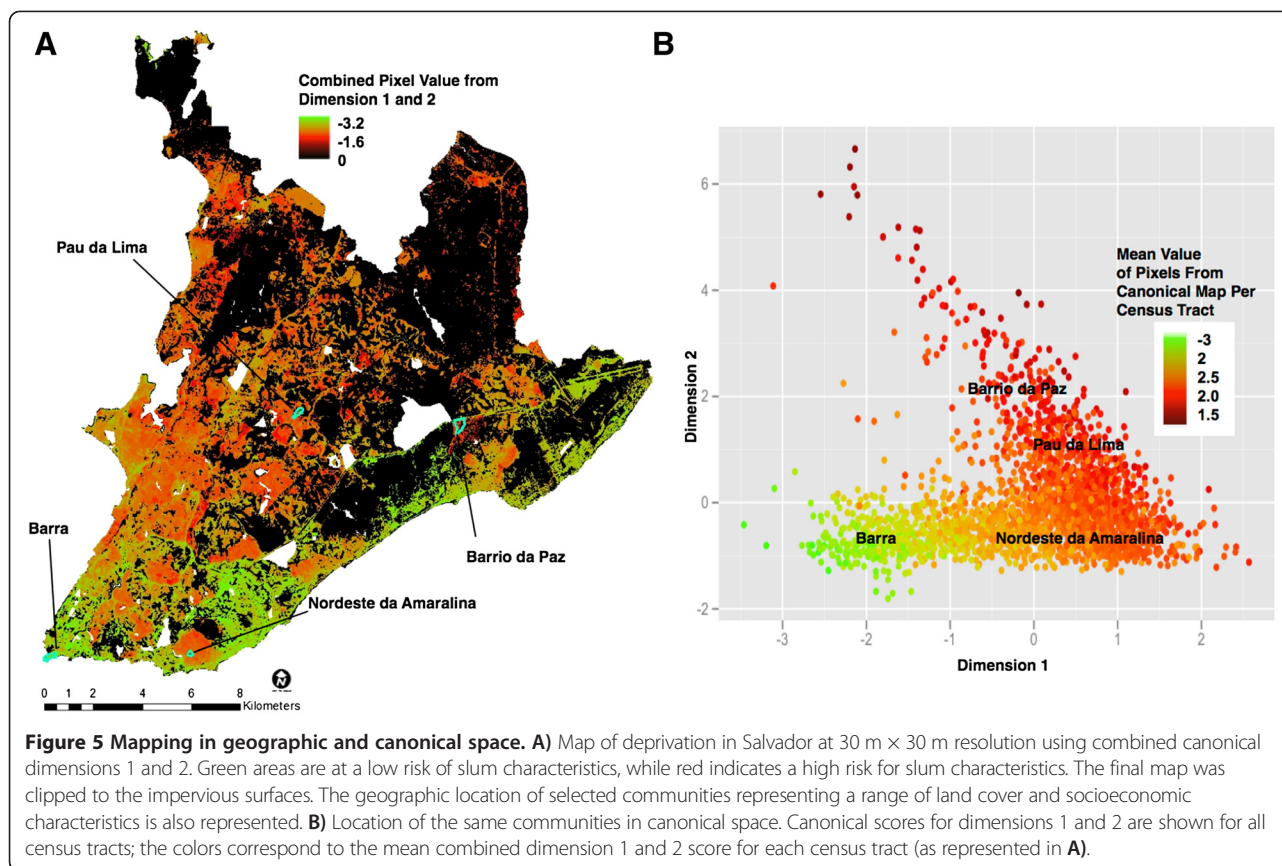 A
Combined Pixel Value from
Dimension 1 and 2
-3.2
-1.6
0
Pau da Lima
Barra
Barrio da Paz
Nordeste da Amaralina
0 1 2 4 6 8
Kilometers
B
Mean Value
of Pixels From
Canonical Map Per
Census Tract
-3
2
2.5
2.0
1.5
Barrio da Paz
Pau da Lima
Barra
Nordeste da Amaralina
Dimension 2
6
4
2
0
-2
-3 -2 -1 0 1 2
Dimension 1
Figure 5 Mapping in geographic and canonical space. A) Map of deprivation in Salvador at 30 m × 30 m resolution using combined canonical
dimensions 1 and 2. Green areas are at a low risk of slum characteristics, while red indicates a high risk for slum characteristics. The final map was
clipped to the impervious surfaces. The geographic location of selected communities representing a range of land cover and socioeconomic
characteristics is also represented. B) Location of the same communities in canonical space. Canonical scores for dimensions 1 and 2 are shown for all
census tracts; the colors correspond to the mean combined dimension 1 and 2 score for each census tract (as represented in A).